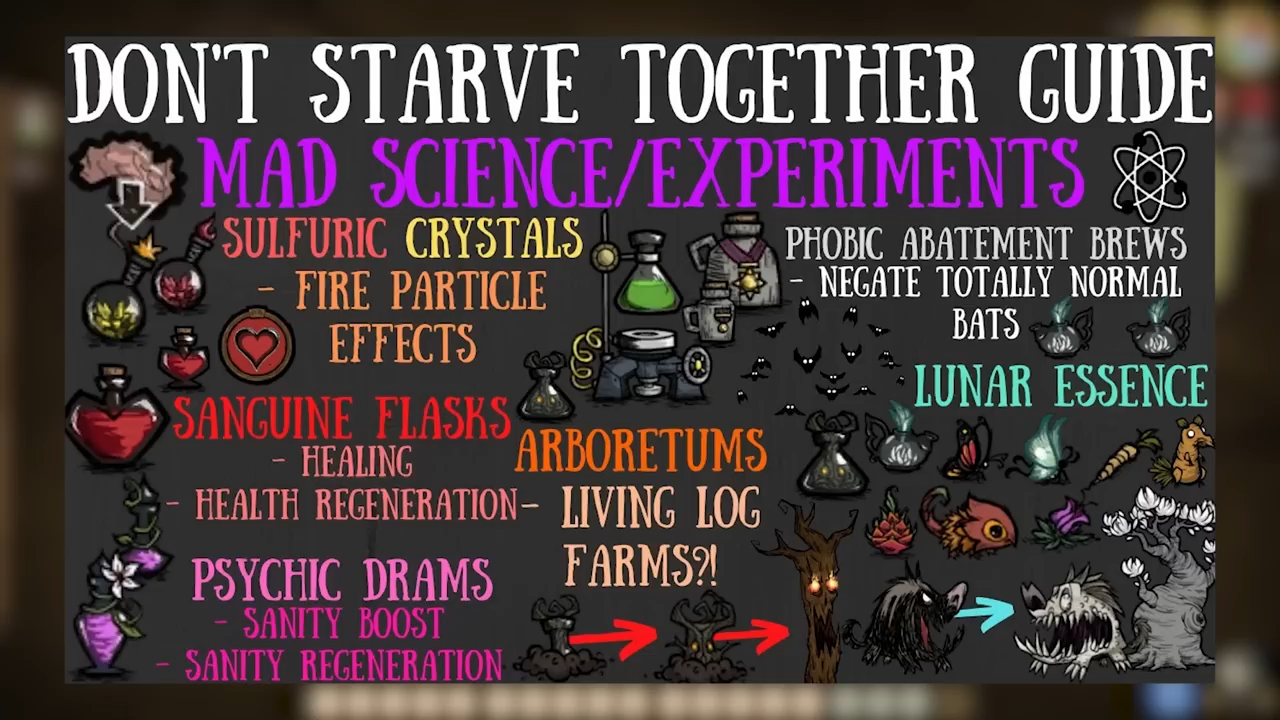 DON'T STARVE TOGETHER GUIDE
MAD SCIENCE/EXPERIMENTS
SULFURIC CRYSTALS
- FIRE PARTICLE
EFFECTS
SANGUINE FLASKS
- HEALING
- HEALTH REGENERATION
PSYCHIC DRAMS
- SANITY BOOST
- SANITY REGENERATION
ARBORETUMS
- LIVING LOG
FARMS?!
PHOBIC ABATEMENT BREWS
- NEGATE TOTALLY NORMAL
BATS
LUNAR ESSENCE